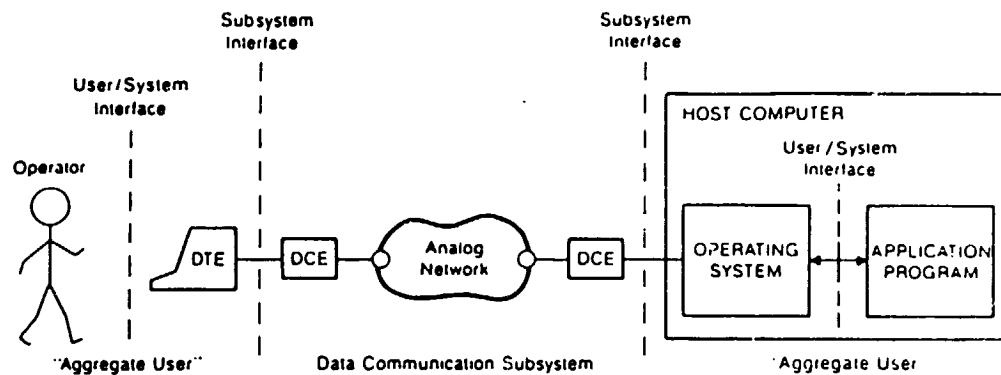 Subsystem
Interface
Subsystem
Interface
User/System
Interface
HOST COMPUTER
User/System
Interface
Operator
DTE
DCE
Analog
Network
DCE
OPERATING
SYSTEM
APPLICATION
PROGRAM
"Aggregate User"
Data Communication Subsystem
"Aggregate User